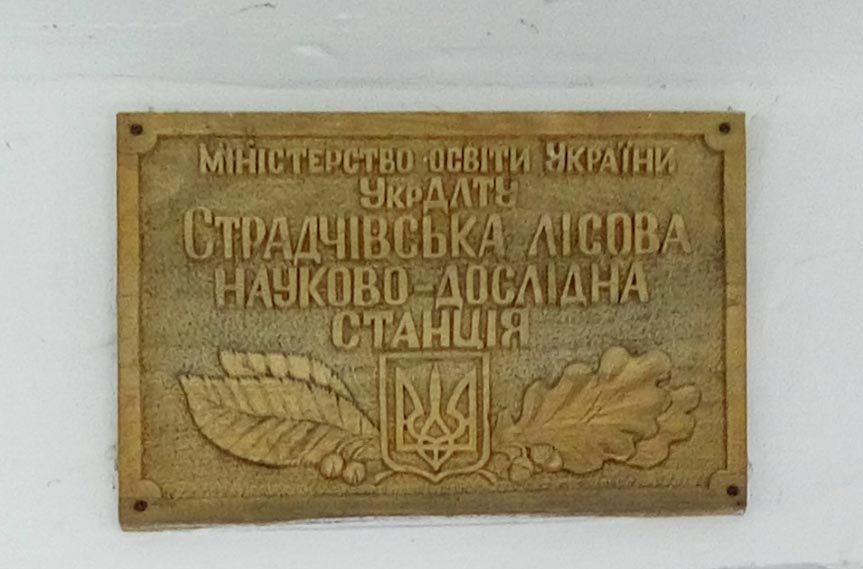 МІНІСТЕРСТВО ОСВІТИ УКРАЇНИ
УкрДЛТУ
СТРАДЧІВСЬКА ЛІСОВА
НАУКОВО-ДОСЛІДНА
СТАНЦІЯ